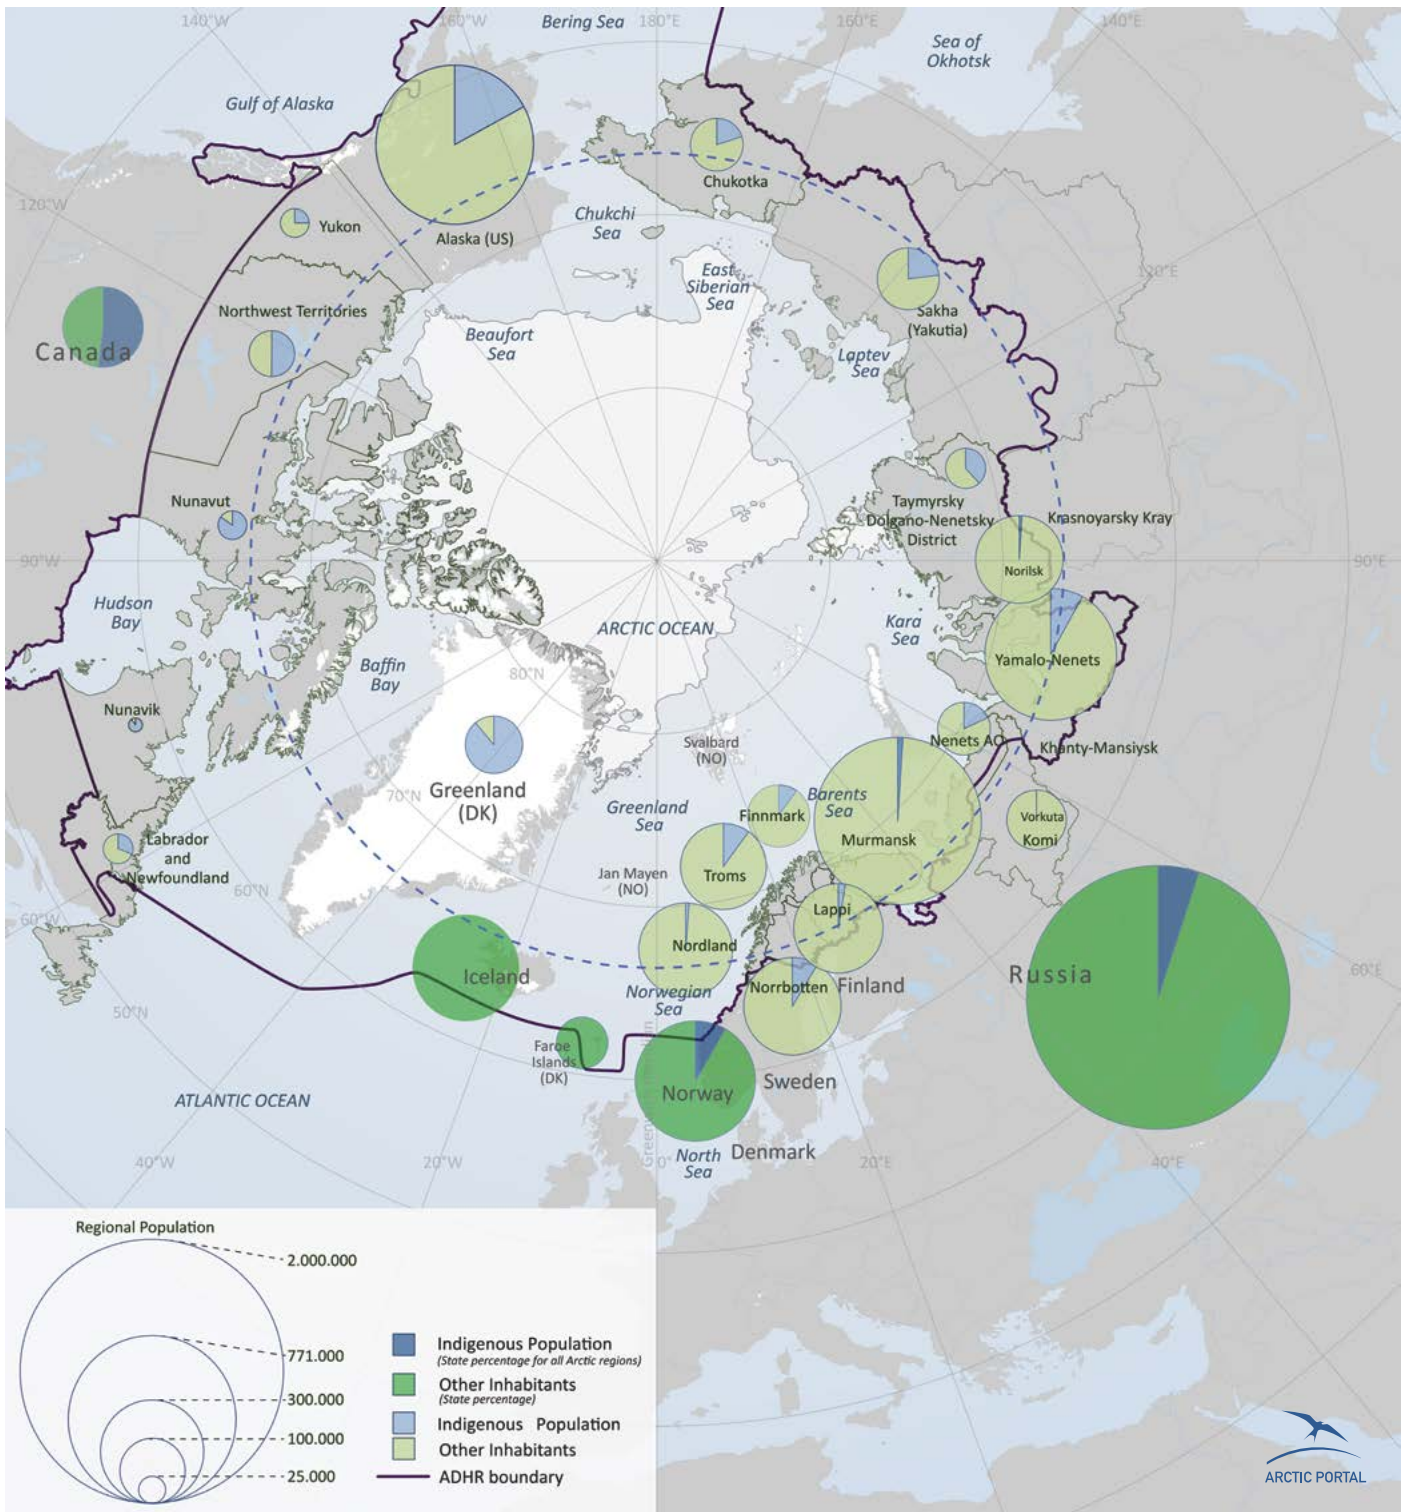 140°W
160°W
Bering Sea
180°E
160°E
140°E
Sea of
Okhotsk
Gulf of Alaska
120°W
Yukon
Alaska (US)
Chukotka
Chukchi
Sea
East
Siberian
Sea
120°E
Northwest Territories
Beaufort
Sea
Sakha
(Yakutia)
Laptev
Sea
Canada
Nunavut
Taymyrsky
Dolgano-Nenetsky
District
Krasnoyarsky Kray
Norilsk
90°W
90°E
Hudson
Bay
ARCTIC OCEAN
Kara
Sea
Yamalo-Nenets
Baffin
Bay
80°N
Nunavik
Svalbard
(NO)
Nenets AO
Khanty-Mansiysk
Greenland
(DK)
70°N
Greenland
Sea
Finnmark
Barents
Sea
Vorkuta
Komi
Murmansk
Labrador
and
Newfoundland
Jan Mayen
(NO)
Troms
60°N
60°W
Lappi
Nordland
Iceland
Russia
60°E
Norrbotten
Finland
Norwegian
Sea
50°N
Faroe
Islands
(DK)
Norway
Sweden
ATLANTIC OCEAN
Denmark
North
Sea
40°W
20°W
0°
20°E
40°E
Regional Population
2.000.000
771.000
300.000
100.000
25.000
Indigenous Population
(State percentage for all Arctic regions)
Other Inhabitants
(State percentage)
Indigenous Population
Other Inhabitants
ADHR boundary
ARCTIC PORTAL